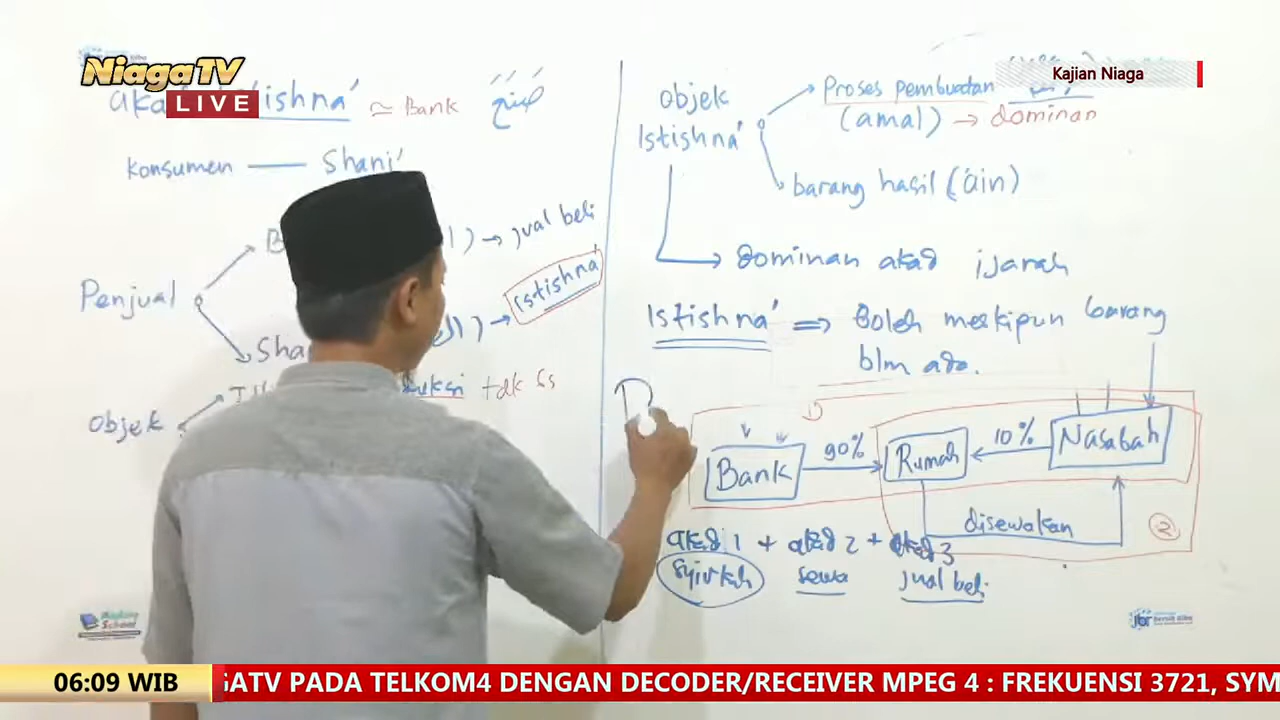 NiagaTV
LIVE
Kajian Niaga
≃ Bank
Konsumen — Shani'
→ jual beli
Penjual
Istishna'
Objek
tdk
Objek
Istishna'
Proses pembuatan
(amal) → dominan
barang hasil (ain)
Dominan akad ijarah
Istishna' ⇒ Boleh meskipun barang
blm ada.
1)
Bank
90%
Rumah
10%
Nasabah
disewakan
2
akad 1 + akad 2 + akad 3
Syirkah
sewa
jual beli
06:09 WIB
GATV PADA TELKOM4 DENGAN DECODER/RECEIVER MPEG 4 : FREKUENSI 3721, SYM